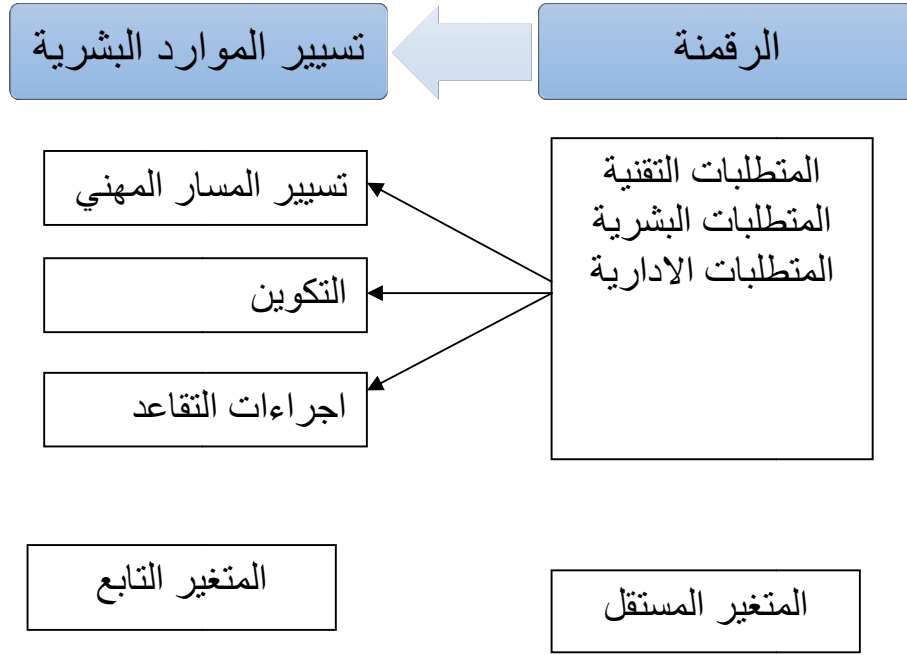 الرقمنة
تسيير الموارد البشرية
المتطلبات التقنية
المتطلبات البشرية
المتطلبات الادارية
تسيير المسار المهني
التكوين
اجراءات التقاعد
المتغير المستقل
المتغير التابع